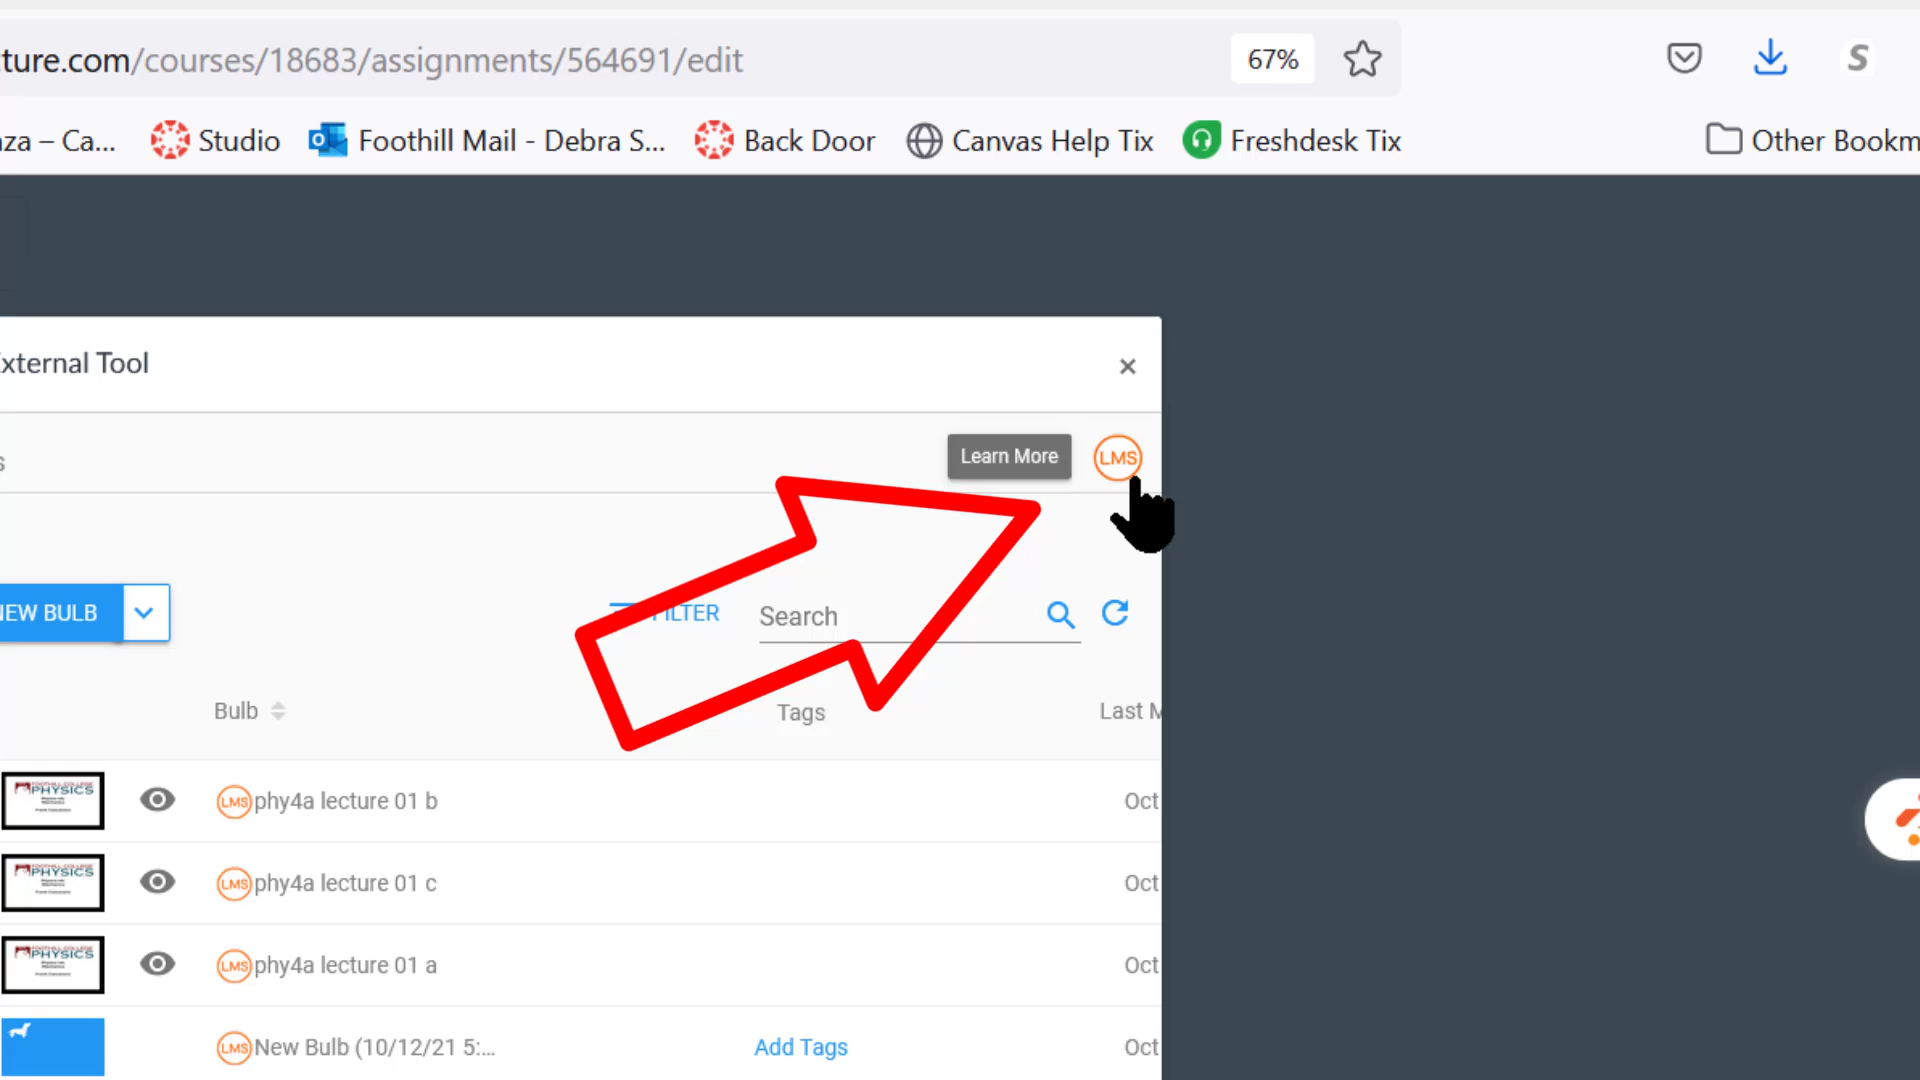 ture.com/courses/18683/assignments/564691/edit
67%
S
za – Ca...
Studio
Foothill Mail - Debra S...
Back Door
Canvas Help Tix
Freshdesk Tix
Other Bookm
xternal Tool
×
s
Learn More
LMS
NEW BULB
FILTER
Search
Bulb
Tags
Last M
PHYSICS
LMS phy4a lecture 01 b
Oct
PHYSICS
LMS phy4a lecture 01 c
Oct
PHYSICS
LMS phy4a lecture 01 a
Oct
LMS New Bulb (10/12/21 5:...
Add Tags
Oct